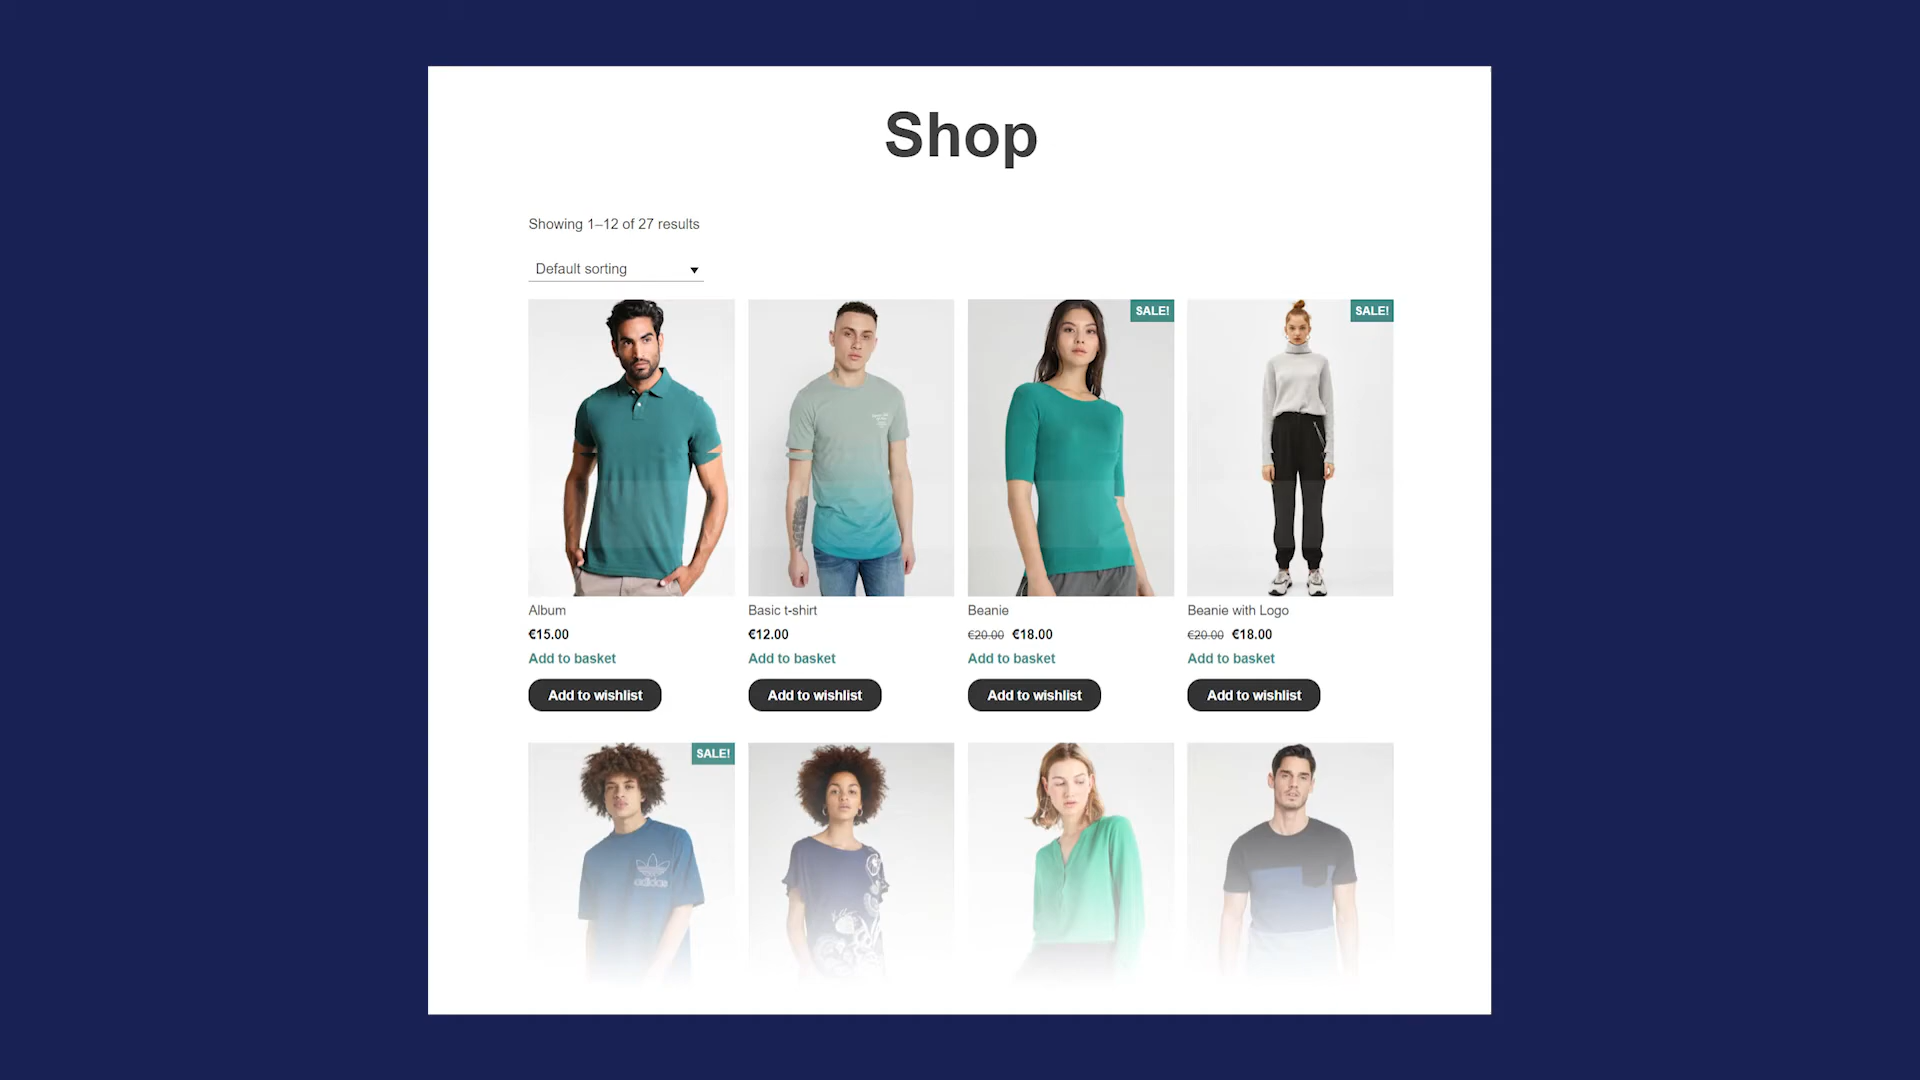 Shop
Showing 1–12 of 27 results
Default sorting
SALE!
SALE!
Album
Basic t-shirt
Beanie
Beanie with Logo
€15.00
€12.00
€20.00 €18.00
€20.00 €18.00
Add to basket
Add to basket
Add to basket
Add to basket
Add to wishlist
Add to wishlist
Add to wishlist
Add to wishlist
SALE!
adidas